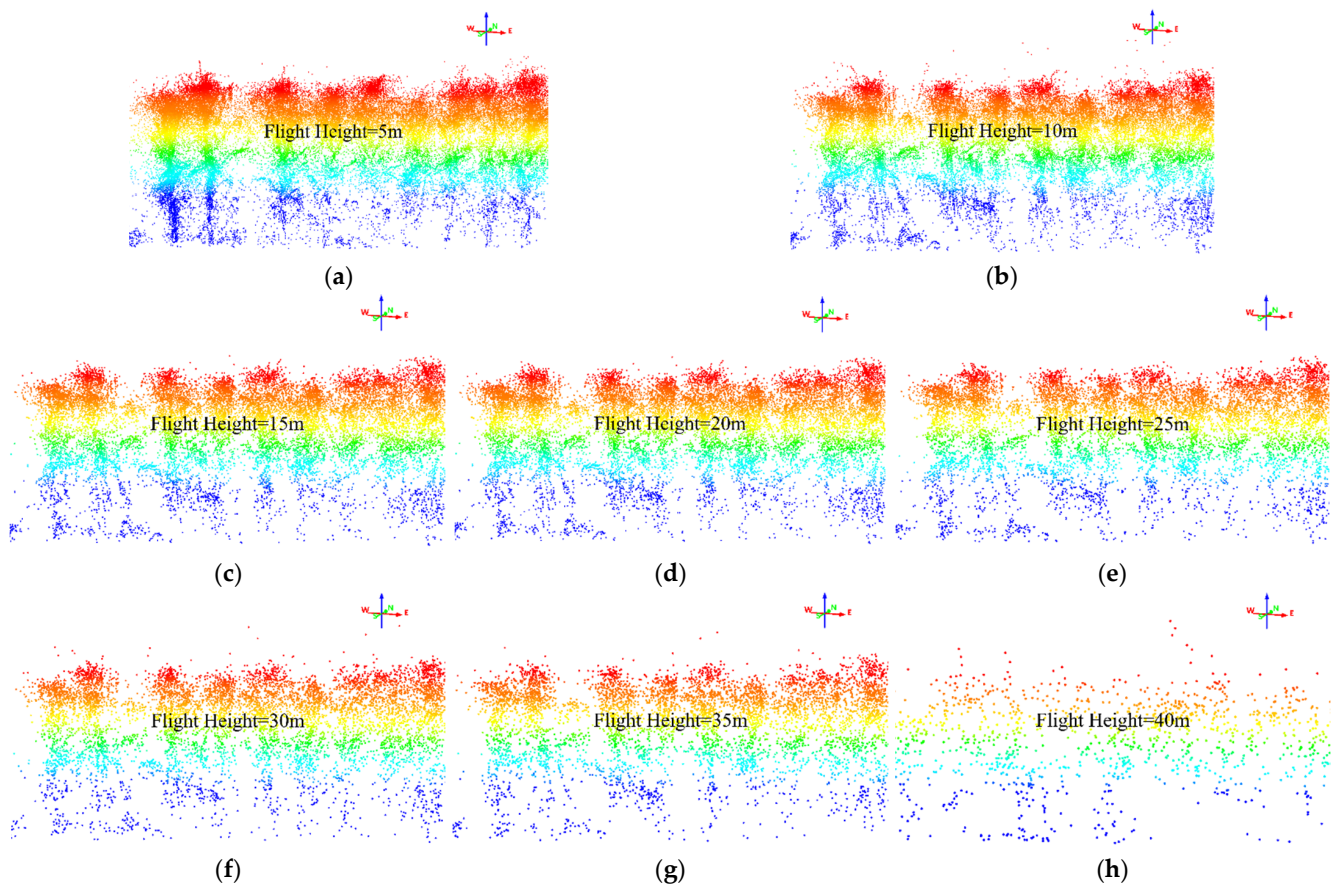 W N E
S
Flight Height=5m
(a)
W N E
S
Flight Height=10m
(b)
W N E
S
Flight Height=15m
(c)
W N E
S
Flight Height=20m
(d)
W N E
S
Flight Height=25m
(e)
W N E
S
Flight Height=30m
(f)
W N E
S
Flight Height=35m
(g)
W N E
S
Flight Height=40m
(h)